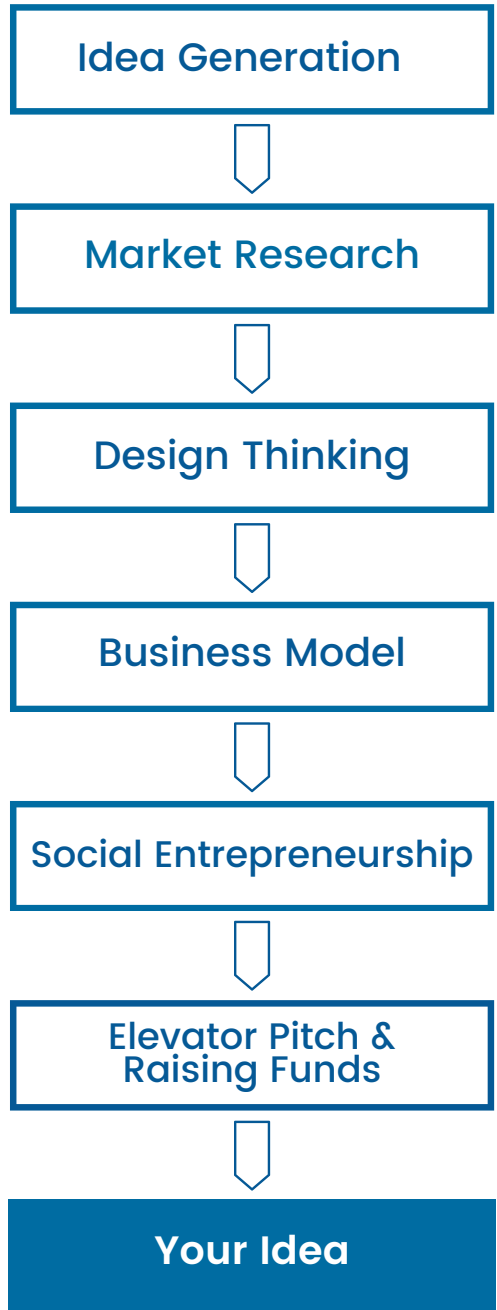 Idea Generation
Market Research
Design Thinking
Business Model
Social Entrepreneurship
Elevator Pitch &
Raising Funds
Your Idea